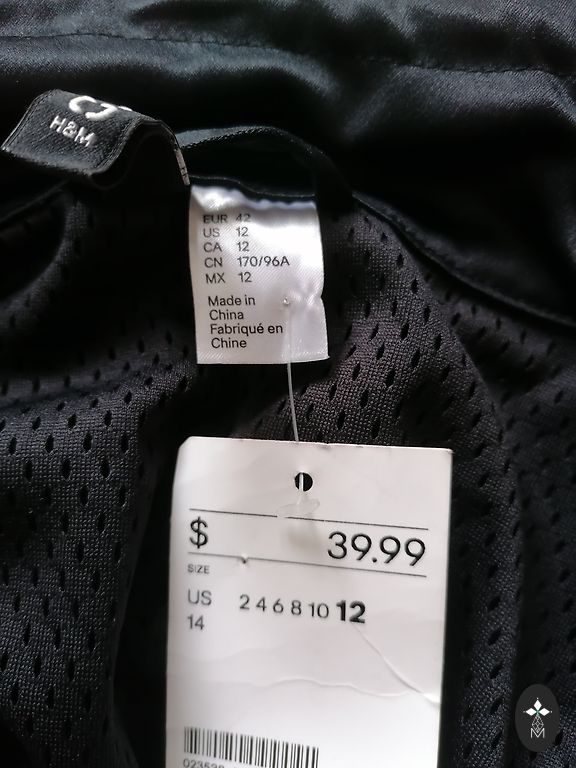 H&M
EUR 42
US 12
CA 12
CN 170/96A
MX 12
Made in
China
Fabriqué en
Chine
$ 39.99
SIZE
US 2 4 6 8 10 12
14
M